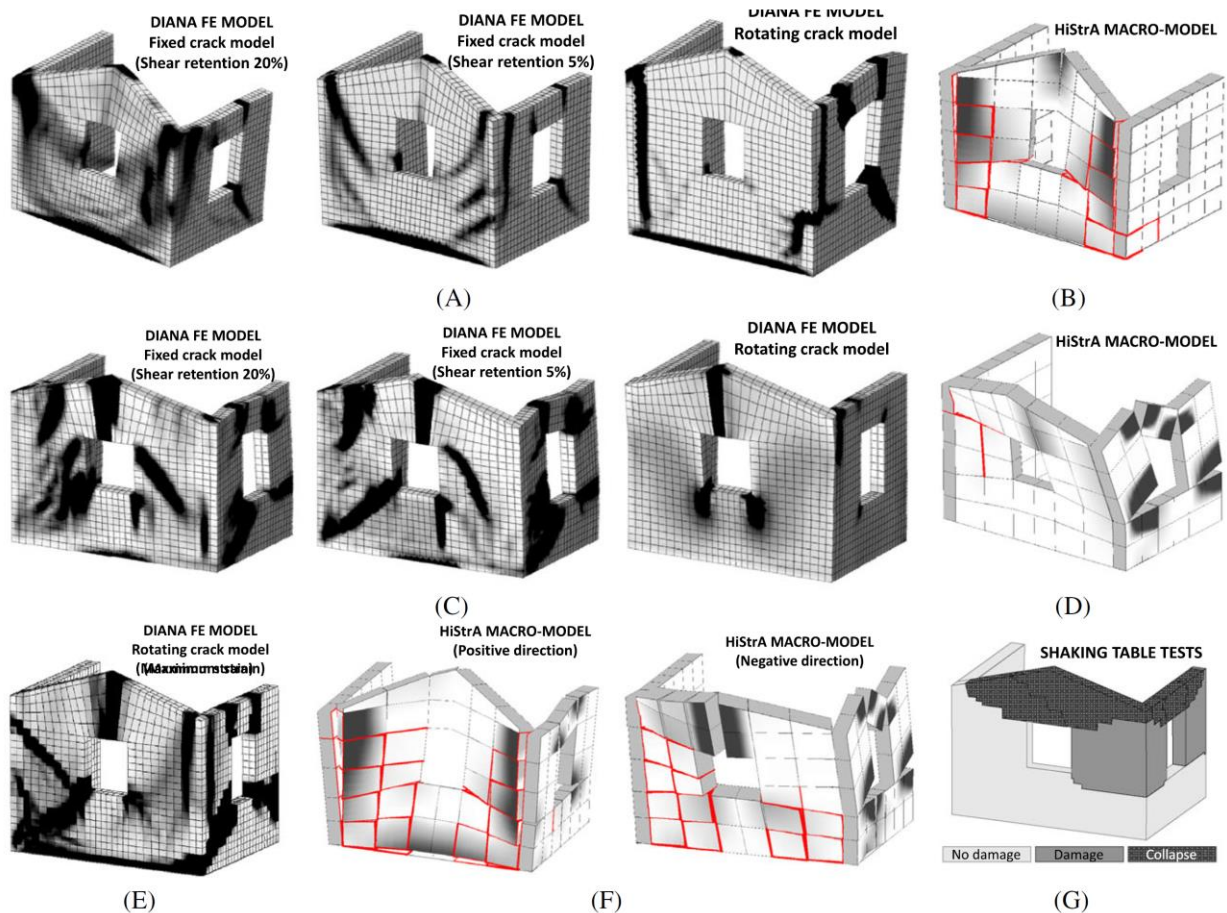 DIANA FE MODEL
Fixed crack model
(Shear retention 20%)
DIANA FE MODEL
Fixed crack model
(Shear retention 5%)
DIANA FE MODEL
Rotating crack model
HiStrA MACRO-MODEL
(A)
(B)
DIANA FE MODEL
Fixed crack model
(Shear retention 20%)
DIANA FE MODEL
Fixed crack model
(Shear retention 5%)
DIANA FE MODEL
Rotating crack model
HiStrA MACRO-MODEL
(C)
(D)
DIANA FE MODEL
Rotating crack model
HiStrA MACRO-MODEL
(Positive direction)
HiStrA MACRO-MODEL
(Negative direction)
SHAKING TABLE TESTS
No damage
Damage
Collapse
(E)
(F)
(G)